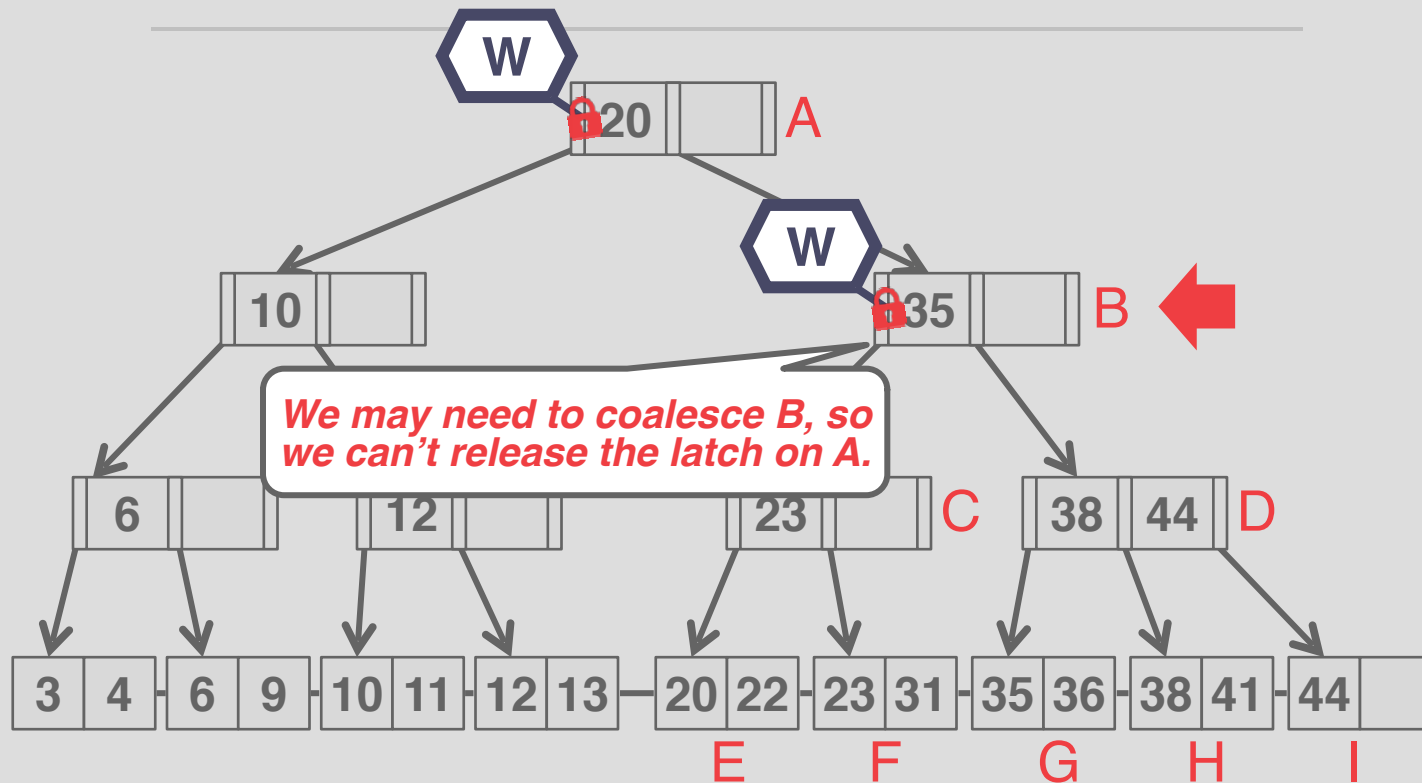 W
20
A
W
10
35
B
We may need to coalesce B, so
we can't release the latch on A.
6
12
23
C
38 44
D
3 4 6 9 10 11 12 13 20 22 23 31 35 36 38 41 44
E F G H I